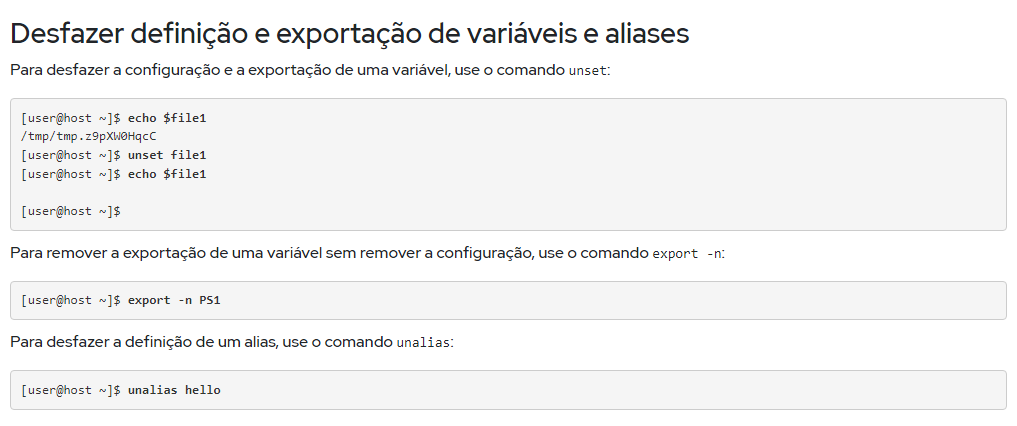 Desfazer definição e exportação de variáveis e aliases
Para desfazer a configuração e a exportação de uma variável, use o comando unset:
[user@host ~]$ echo $file1
/tmp/tmp.z9pXW0HqcC
[user@host ~]$ unset file1
[user@host ~]$ echo $file1
[user@host ~]$
Para remover a exportação de uma variável sem remover a configuração, use o comando export -n:
[user@host ~]$ export -n PS1
Para desfazer a definição de um alias, use o comando unalias:
[user@host ~]$ unalias hello